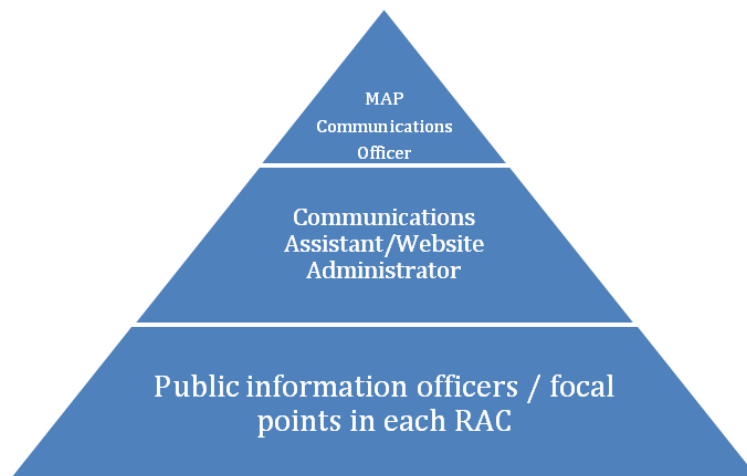 MAP
Communications
Officer
Communications
Assistant/Website
Administrator
Public information officers / focal
points in each RAC